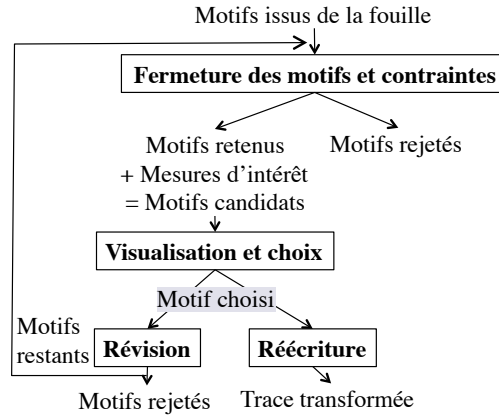 Motifs issus de la fouille
Fermeture des motifs et contraintes
Motifs retenus
+ Mesures d'intérêt
= Motifs candidats
Motifs rejetés
Visualisation et choix
Motif choisi
Motifs
restants
Révision
Réécriture
Motifs rejetés
Trace transformée